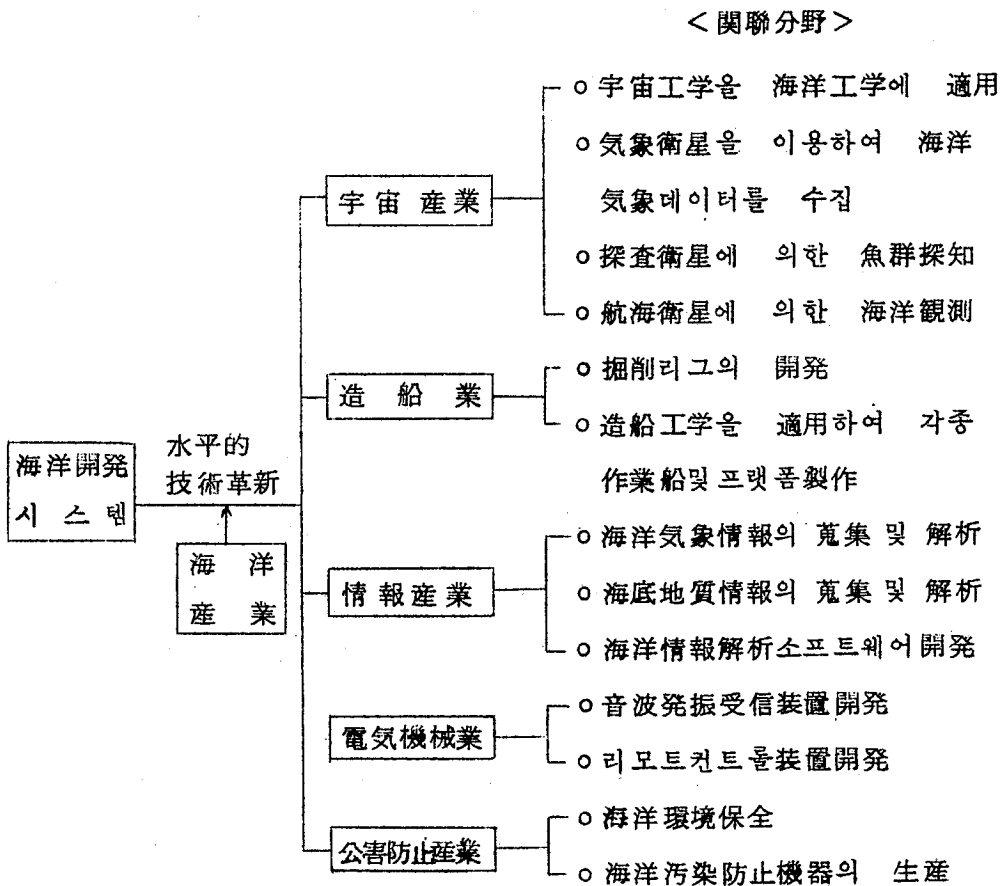 ＜関聯分野＞
海洋開発
시스템
水平的
技術革新
海洋
産業
宇宙産業
○ 宇宙工学을 海洋工学에 適用
○ 気象衛星을 이용하여 海洋
気象데이터를 수집
○ 探査衛星에 의한 魚群探知
○ 航海衛星에 의한 海洋観測
造船業
○ 掘削리그의 開発
○ 造船工学을 適用하여 각종
作業船및 프랫폼製作
情報産業
○ 海洋気象情報의 蒐集 및 解析
○ 海底地質情報의 蒐集 및 解析
○ 海洋情報解析소프트웨어開発
電気機械業
○ 音波発振受信装置開発
○ 리모트컨트롤装置開発
公害防止産業
○ 海洋環境保全
○ 海洋汚染防止機器의 生産